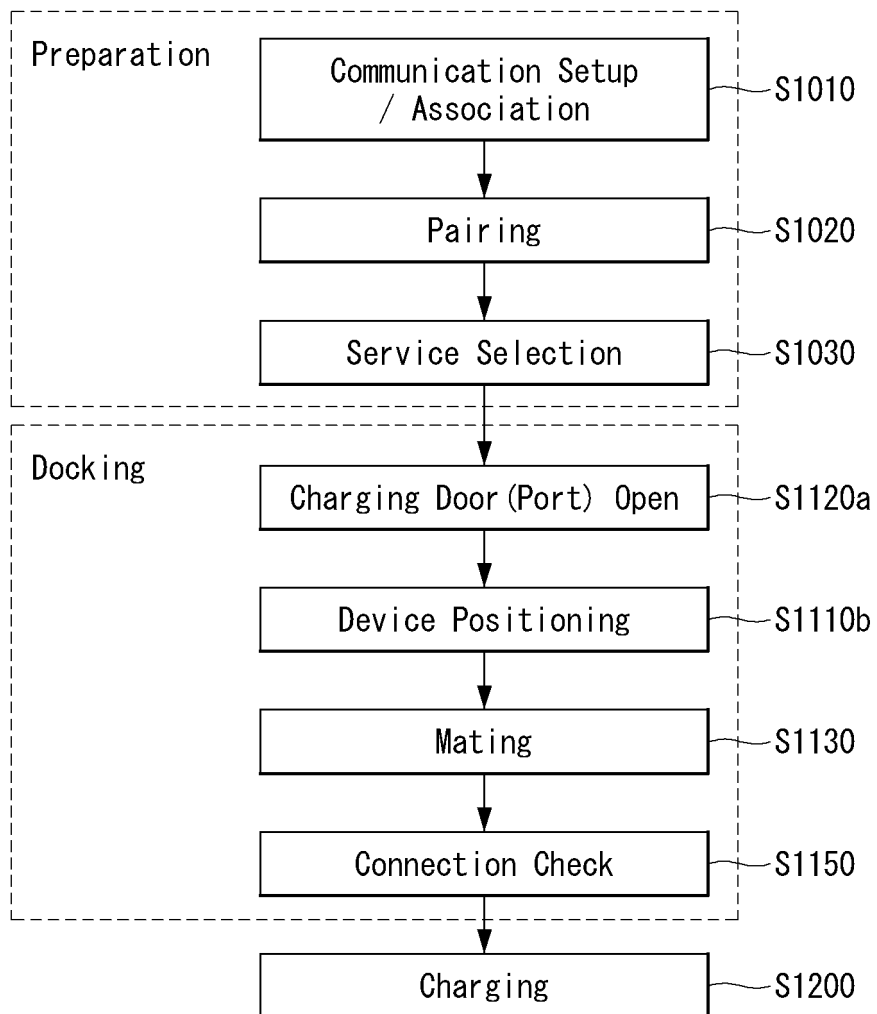 Preparation
Communication Setup
/ Association
S1010
Pairing
S1020
Service Selection
S1030
Docking
Charging Door(Port) Open
S1120a
Device Positioning
S1110b
Mating
S1130
Connection Check
S1150
Charging
S1200